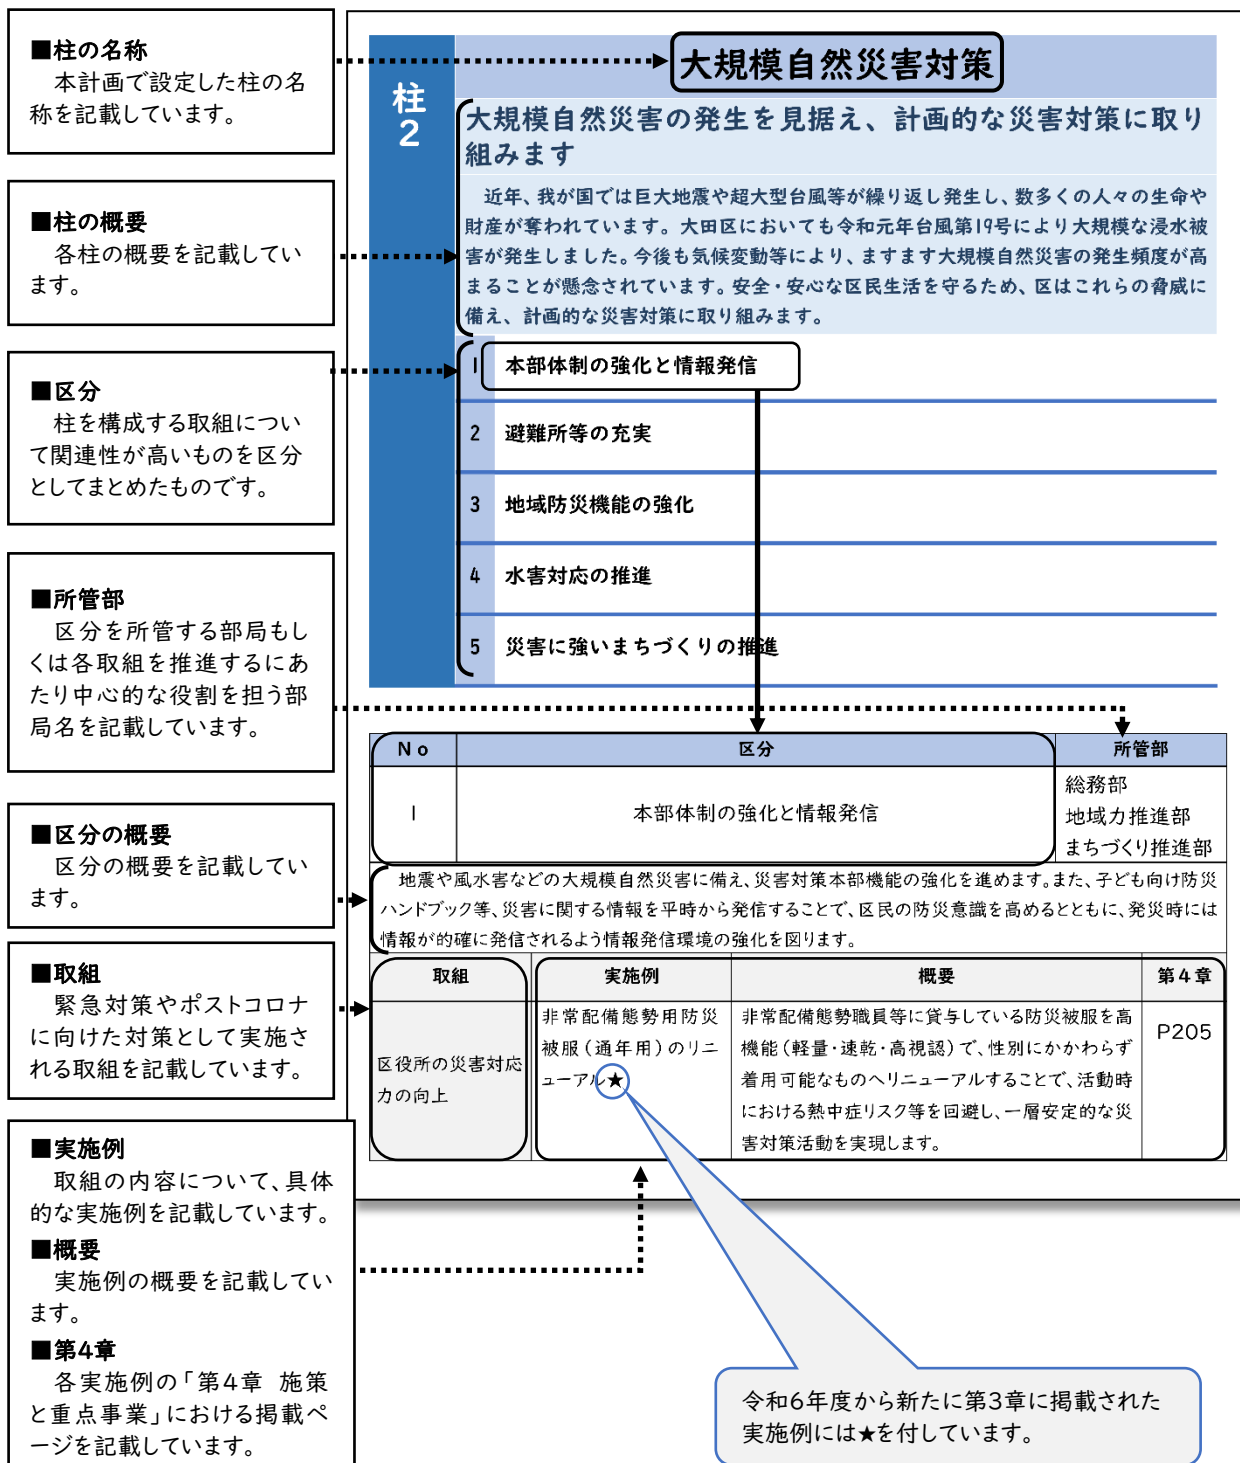 ■柱の名称
本計画で設定した柱の名
称を記載しています。
■柱の概要
各柱の概要を記載してい
ます。
■区分
柱を構成する取組につい
て関連性が高いものを区分
としてまとめたものです。
■所管部
区分を所管する部局もし
くは各取組を推進するにあ
たり中心的な役割を担う部
局名を記載しています。
■区分の概要
区分の概要を記載してい
ます。
■取組
緊急対策やポストコロナ
に向けた対策として実施さ
れる取組を記載しています。
■実施例
取組の内容について、具体
的な実施例を記載しています。
■概要
実施例の概要を記載してい
ます。
■第4章
各実施例の「第4章 施策
と重点事業」における掲載ペ
ージを記載しています。
柱
2
大規模自然災害対策
大規模自然災害の発生を見据え、計画的な災害対策に取り
組みます
近年、我が国では巨大地震や超大型台風等が繰り返し発生し、数多くの人々の生命や
財産が奪われています。大田区においても令和元年台風第19号により大規模な浸水被
害が発生しました。今後も気候変動等により、ますます大規模自然災害の発生頻度が高
まることが懸念されています。安全・安心な区民生活を守るため、区はこれらの脅威に
備え、計画的な災害対策に取り組みます。
1 本部体制の強化と情報発信
2 避難所等の充実
3 地域防災機能の強化
4 水害対応の推進
5 災害に強いまちづくりの推進
No 区分 所管部
1 本部体制の強化と情報発信
総務部
地域力推進部
まちづくり推進部
地震や風水害などの大規模自然災害に備え、災害対策本部機能の強化を進めます。また、子ども向け防災
ハンドブック等、災害に関する情報を平時から発信することで、区民の防災意識を高めるとともに、発災時には
情報が的確に発信されるよう情報発信環境の強化を図ります。
取組 実施例 概要 第4章
区役所の災害対応
力の向上
非常配備態勢用防災
被服（通年用）のリニ
ューアル★
非常配備態勢職員等に貸与している防災被服を高
機能（軽量・速乾・高視認）で、性別にかかわらず
着用可能なものへリニューアルすることで、活動時
における熱中症リスク等を回避し、一層安定的な災
害対策活動を実現します。
P205
令和6年度から新たに第3章に掲載された
実施例には★を付しています。